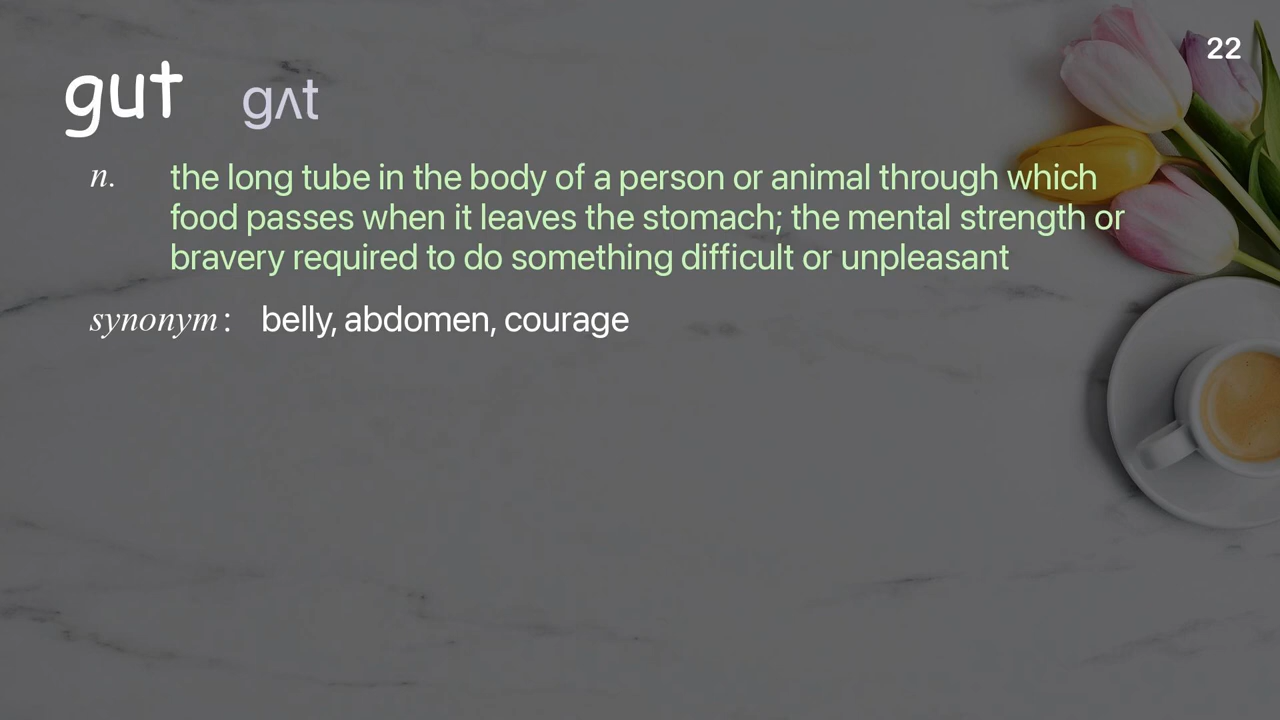 22
gut gʌt
n. the long tube in the body of a person or animal through which
food passes when it leaves the stomach; the mental strength or
bravery required to do something difficult or unpleasant
synonym : belly, abdomen, courage